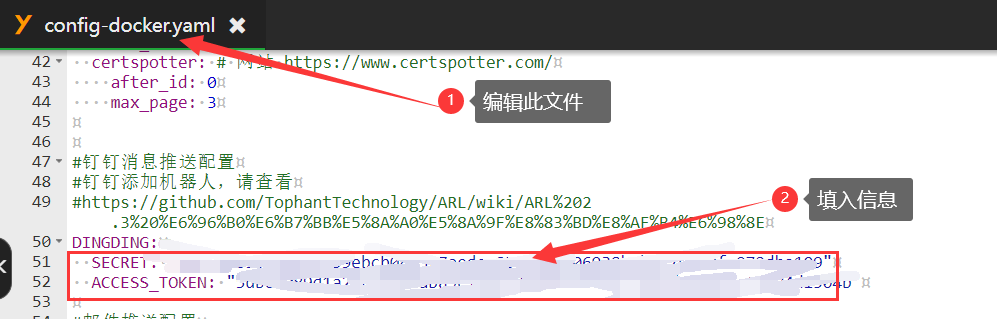 config-docker.yaml
42 certspotter: # 网站 https://www.certspotter.com/
43 after_id: 0
44 max_page: 3
1 编辑此文件
45
46
47 #钉钉消息推送配置
48 #钉钉添加机器人，请查看
49 #https://github.com/TophantTechnology/ARL/wiki/ARL%202
.3%20%E6%96%B0%E6%B7%BB%E5%8A%A0%E5%8A%9F%E8%83%BD%E8%AF%B4%E6%98%8E
2 填入信息
50 DINGDING:
51 SECRET:
52 ACCESS_TOKEN:
53
54 #邮件推送配置